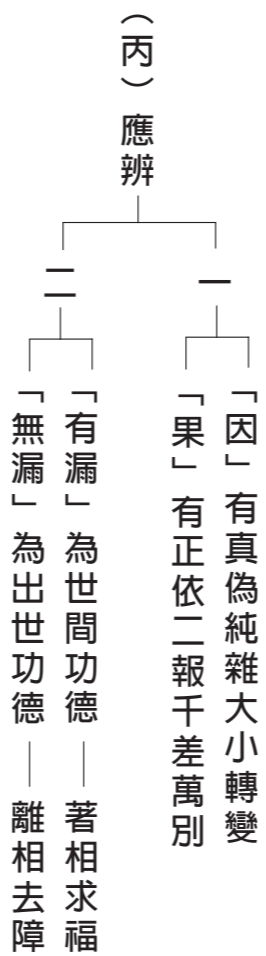 （丙）應辨
一
「因」有真偽純雜大小轉變
「果」有正依二報千差萬別
二
「有漏」為世間功德—著相求福
「無漏」為出世功德—離相去障